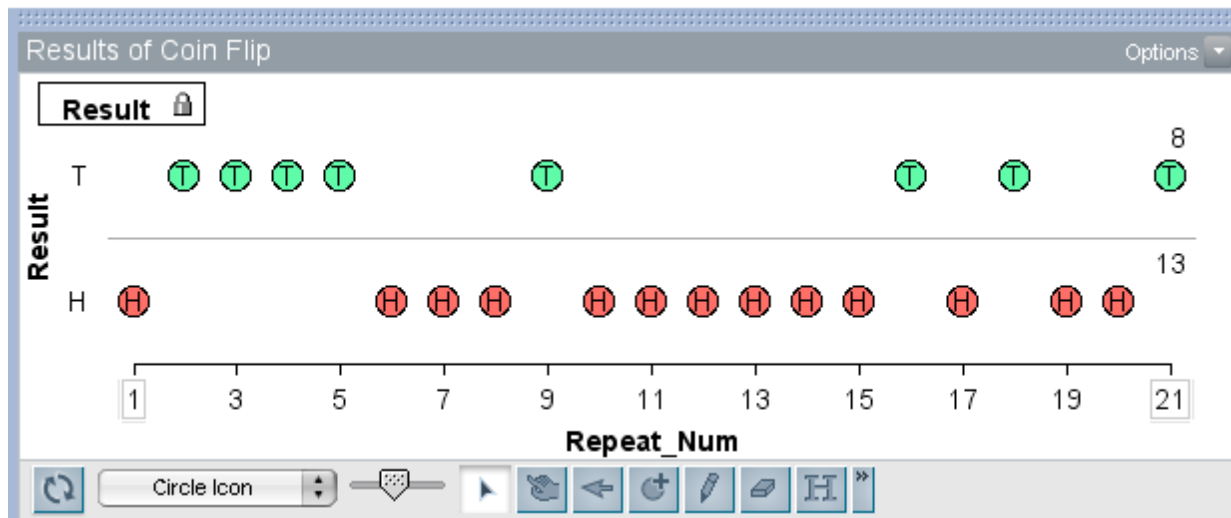 Results of Coin Flip Options
Result
8
T T T T T T T T T
Result
13
H H H H H H H H H H H H H H
1 3 5 7 9 11 13 15 17 19 21
Repeat_Num
Circle Icon H »